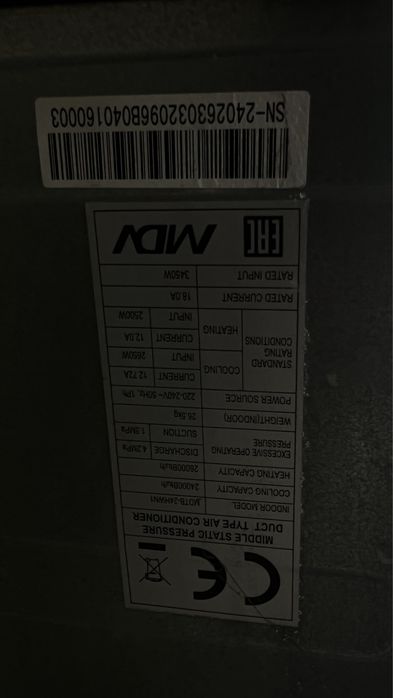 CE
MIDDLE STATIC PRESSURE
DUCT TYPE AIR CONDITIONER
INDOOR MODEL MDTB-24HWN1
COOLING CAPACITY 24000Btu/h
HEATING CAPACITY 26000Btu/h
EXCESSIVE OPERATING PRESSURE DISCHARGE 4.2MPa
SUCTION 1.5MPa
WEIGHT(INDOOR) 26.5kg
POWER SOURCE 220-240V~ 50Hz, 1Ph
STANDARD RATING CONDITIONS COOLING CURRENT 12.72A
INPUT 2650W
HEATING CURRENT 12.0A
INPUT 2500W
RATED CURRENT 18.0A
RATED INPUT 3450W
EAC MDV
SN-2402630332096B040160003